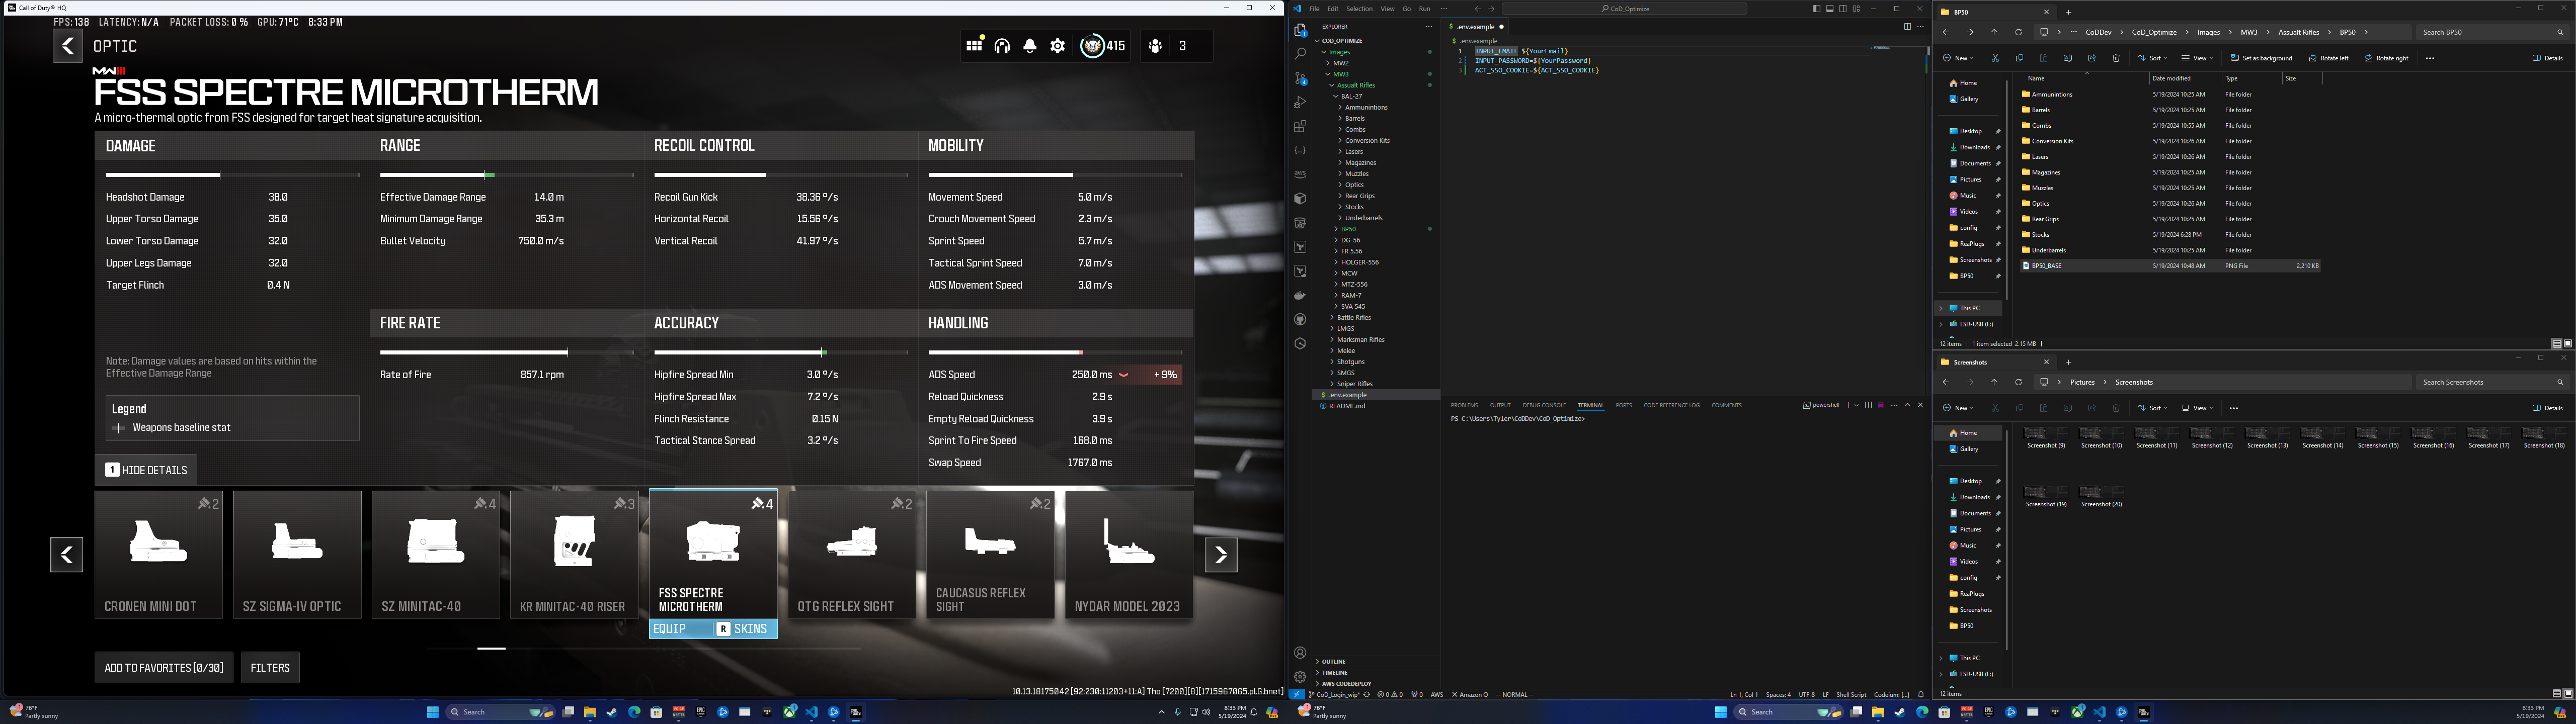 Call of Duty® HQ
FPS: 138 LATENCY: N/A PACKET LOSS: 0 % GPU: 71°C 8:33 PM
OPTIC
415
3
MWIII
FSS SPECTRE MICROTHERM
A micro-thermal optic from FSS designed for target heat signature acquisition.
DAMAGE
Headshot Damage 38.0
Upper Torso Damage 35.0
Lower Torso Damage 32.0
Upper Legs Damage 32.0
Target Flinch 0.4 N
Note: Damage values are based on hits within the
Effective Damage Range
Legend
Weapons baseline stat
1 HIDE DETAILS
RANGE
Effective Damage Range 14.0 m
Minimum Damage Range 35.3 m
Bullet Velocity 750.0 m/s
RECOIL CONTROL
Recoil Gun Kick 38.36 º/s
Horizontal Recoil 15.56 º/s
Vertical Recoil 41.97 º/s
MOBILITY
Movement Speed 5.0 m/s
Crouch Movement Speed 2.3 m/s
Sprint Speed 5.7 m/s
Tactical Sprint Speed 7.0 m/s
ADS Movement Speed 3.0 m/s
FIRE RATE
Rate of Fire 857.1 rpm
ACCURACY
Hipfire Spread Min 3.0 º/s
Hipfire Spread Max 7.2 º/s
Flinch Resistance 0.15 N
Tactical Stance Spread 3.2 º/s
HANDLING
ADS Speed 250.0 ms + 9%
Reload Quickness 2.9 s
Empty Reload Quickness 3.9 s
Sprint To Fire Speed 168.0 ms
Swap Speed 1767.0 ms
.2
CRONEN MINI DOT
SZ SIGMA-IV OPTIC
.4
SZ MINITAC-40
.3
KR MINITAC-40 RISER
.4
FSS SPECTRE
MICROTHERM
EQUIP R SKINS
.2
OTG REFLEX SIGHT
.2
CAUCASUS REFLEX
SIGHT
NYDAR MODEL 2023
ADD TO FAVORITES [0/30]
FILTERS
10.13.18175042 [92:230:11203+11:A] Tho [7200][8][1715967065.pl.G.bnet]
76°F
Partly sunny
Search
8:33 PM
5/19/2024
File Edit Selection View Go Run ···
CoD_Optimize
EXPLORER
COD_OPTIMIZE
Images
MW2
MW3
Assualt Rifles
BAL-27
Ammunintions
Barrels
Combs
Conversion Kits
Lasers
Magazines
Muzzles
Optics
Rear Grips
Stocks
Underbarrels
BP50
DG-56
FR 5.56
HOLGER-556
MCW
MTZ-556
RAM-7
SVA 545
Battle Rifles
LMGS
Marksman Rifles
Melee
Shotguns
SMGS
Sniper Rifles
.env.example
README.md
OUTLINE
TIMELINE
AWS CODEDEPLOY
.env.example
.env.example
1 INPUT_EMAIL=${YourEmail}
2 INPUT_PASSWORD=${YourPassword}
3 ACT_SSO_COOKIE=${ACT_SSO_COOKIE}
PROBLEMS OUTPUT DEBUG CONSOLE TERMINAL PORTS CODE REFERENCE LOG COMMENTS
powershell
PS C:\Users\Tyler\CoDDev\CoD_Optimize>
CoD_Login_wip* 0 0 0 AWS Amazon Q -- NORMAL --
Ln 1, Col 1 Spaces: 4 UTF-8 LF Shell Script Codeium: {...}
76°F
Partly sunny
Search
8:33 PM
5/19/2024
BP50
CoDDev CoD_Optimize Images MW3 Assualt Rifles BP50
Search BP50
New Sort View Set as background Rotate left Rotate right Details
Home
Gallery
Desktop
Downloads
Documents
Pictures
Music
Videos
config
ReaPlugs
Screenshots
BP50
This PC
ESD-USB (E:)
Name Date modified Type Size
Ammunintions 5/19/2024 10:25 AM File folder
Barrels 5/19/2024 10:25 AM File folder
Combs 5/19/2024 10:55 AM File folder
Conversion Kits 5/19/2024 10:26 AM File folder
Lasers 5/19/2024 10:26 AM File folder
Magazines 5/19/2024 10:25 AM File folder
Muzzles 5/19/2024 10:25 AM File folder
Optics 5/19/2024 10:26 AM File folder
Rear Grips 5/19/2024 10:25 AM File folder
Stocks 5/19/2024 6:28 PM File folder
Underbarrels 5/19/2024 10:25 AM File folder
BP50_BASE 5/19/2024 10:48 AM PNG File 2,210 KB
12 items 1 item selected 2.15 MB
Screenshots
Pictures Screenshots
Search Screenshots
New Sort View Details
Home
Gallery
Desktop
Downloads
Documents
Pictures
Music
Videos
config
ReaPlugs
Screenshots
BP50
This PC
ESD-USB (E:)
Screenshot (9) Screenshot (10) Screenshot (11) Screenshot (12) Screenshot (13) Screenshot (14) Screenshot (15) Screenshot (16) Screenshot (17) Screenshot (18)
Screenshot (19) Screenshot (20)
12 items